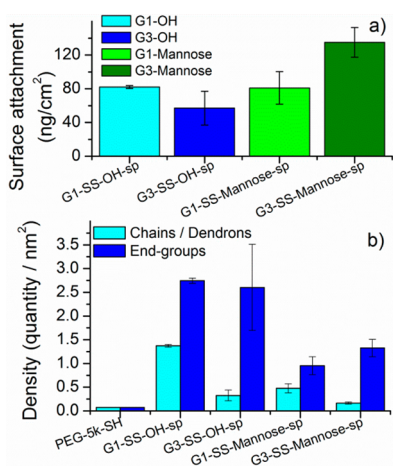 a)
G1-OH
G3-OH
G1-Mannose
G3-Mannose
Surface attachment
(ng/cm²)
120
80
40
0
G1-SS-OH-sp
G3-SS-OH-sp
G1-SS-Mannose-sp
G3-SS-Mannose-sp
b)
Chains / Dendrons
End-groups
Density (quantity / nm²)
3.5
3.0
2.5
2.0
1.5
1.0
0.5
0.0
PEG-5k-SH
G1-SS-OH-sp
G3-SS-OH-sp
G1-SS-Mannose-sp
G3-SS-Mannose-sp